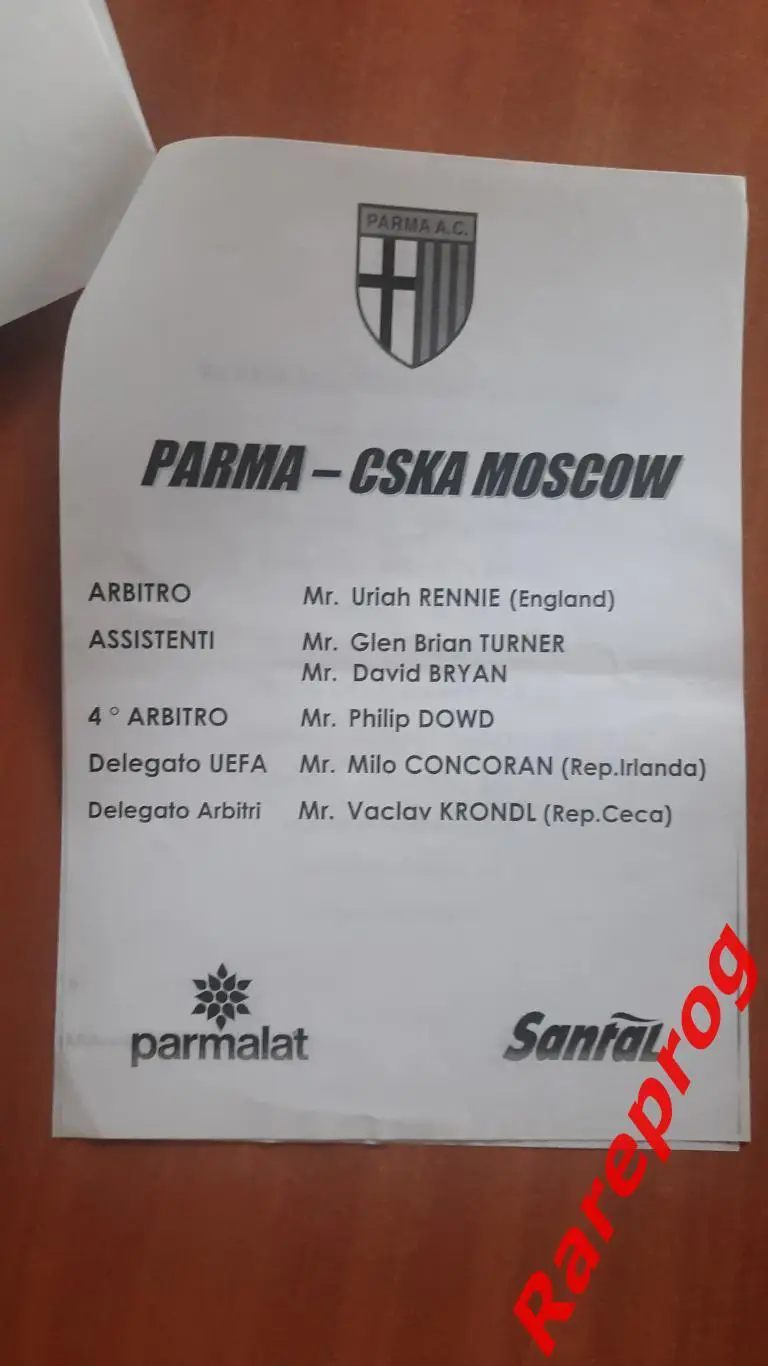 PARMA A.C.
PARMA – CSKA MOSCOW
ARBITRO Mr. Uriah RENNIE (England)
ASSISTENTI Mr. Glen Brian TURNER
Mr. David BRYAN
4° ARBITRO Mr. Philip DOWD
Delegato UEFA Mr. Milo CONCORAN (Rep.Irlanda)
Delegato Arbitri Mr. Vaclav KRONDL (Rep.Ceca)
parmalat
Santàl
Rareprog